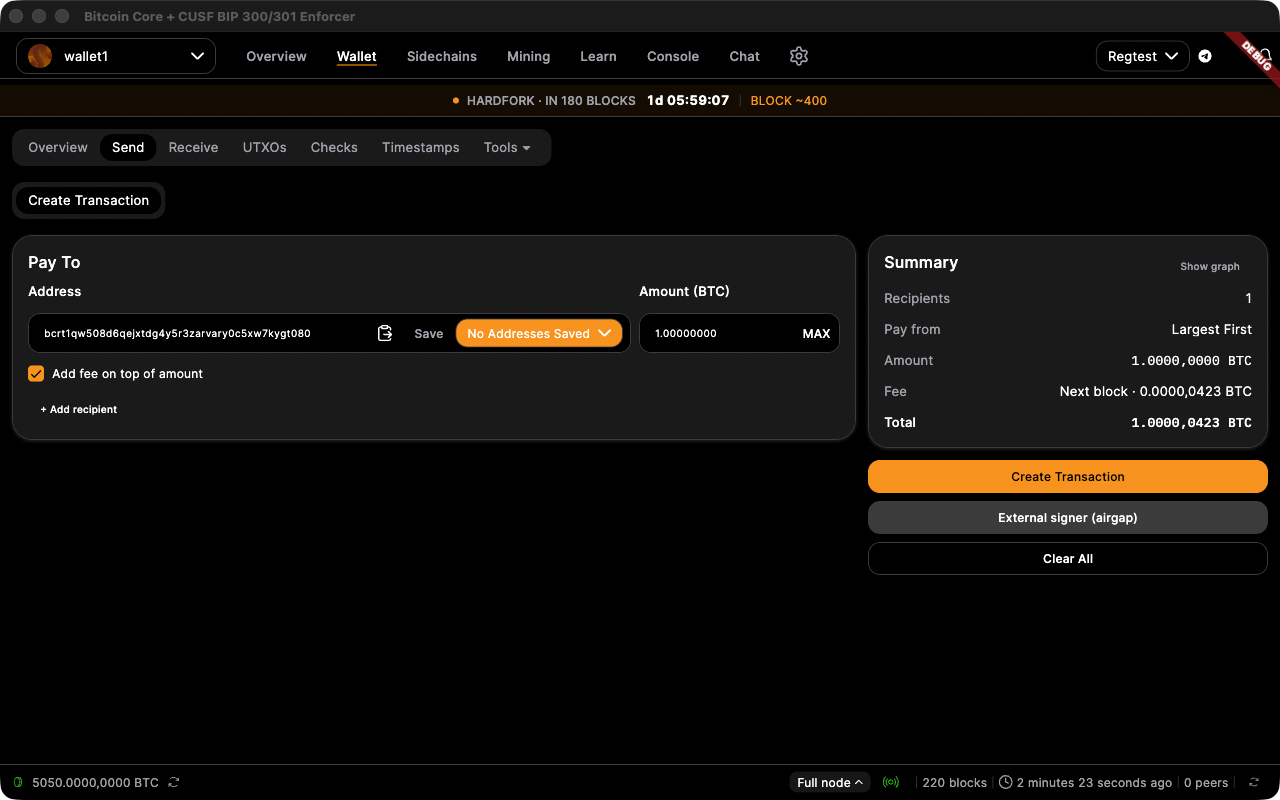 Bitcoin Core + CUSF BIP 300/301 Enforcer
wallet1 Overview Wallet Sidechains Mining Learn Console Chat Regtest DEBUG
HARDFORK · IN 180 BLOCKS 1d 05:59:07 BLOCK ~400
Overview Send Receive UTXOs Checks Timestamps Tools
Create Transaction
Pay To
Address Amount (BTC)
bcrt1qw508d6qejxtdg4y5r3zarvary0c5xw7kygt080 Save No Addresses Saved 1.00000000 MAX
Add fee on top of amount
+ Add recipient
Summary Show graph
Recipients 1
Pay from Largest First
Amount 1.0000,0000 BTC
Fee Next block · 0.0000,0423 BTC
Total 1.0000,0423 BTC
Create Transaction
External signer (airgap)
Clear All
5050.0000,0000 BTC Full node 220 blocks 2 minutes 23 seconds ago 0 peers